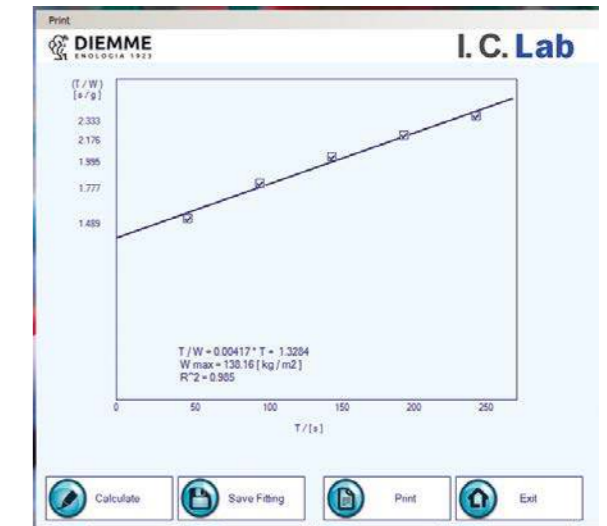 Print
DIEMME
ENOLOGIA 1923
I. C. Lab
(T / W)
[s/g]
2.333
2.176
1.995
1.777
1.489
T / W = 0.00417 * T + 1.3284
W max = 138.16 [ kg / m2 ]
R^2 = 0.985
0 50 100 150 200 250
T / [s]
Calculate Save Fitting Print Exit